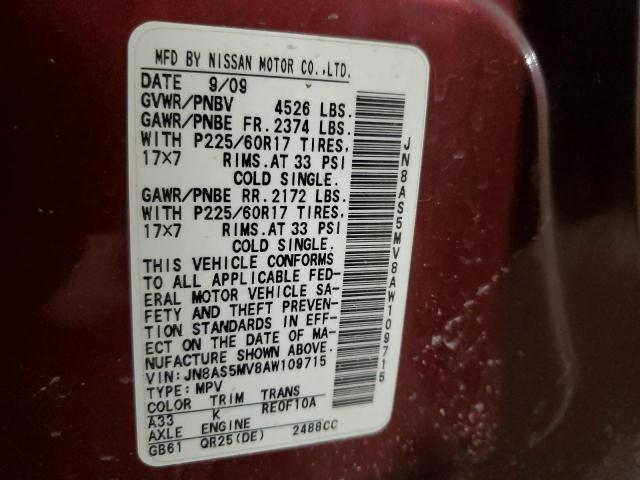 MFD BY NISSAN MOTOR CO.,LTD.
DATE 9/09
GVWR/PNBV 4526 LBS.
GAWR/PNBE FR. 2374 LBS.
WITH P225/60R17 TIRES,
17×7 RIMS.AT 33 PSI
COLD SINGLE.
GAWR/PNBE RR. 2172 LBS.
WITH P225/60R17 TIRES,
17×7 RIMS.AT 33 PSI
COLD SINGLE.
THIS VEHICLE CONFORMS
TO ALL APPLICABLE FED-
ERAL MOTOR VEHICLE SA-
FETY AND THEFT PREVEN-
TION STANDARDS IN EFF-
ECT ON THE DATE OF MA-
NUFACTURE SHOWN ABOVE.
VIN: JN8AS5MV8AW109715
TYPE: MPV
COLOR TRIM TRANS
A33 K RE0F10A
AXLE ENGINE
GB61 QR25(DE) 2488CC
JN8AS5MV8AW109715